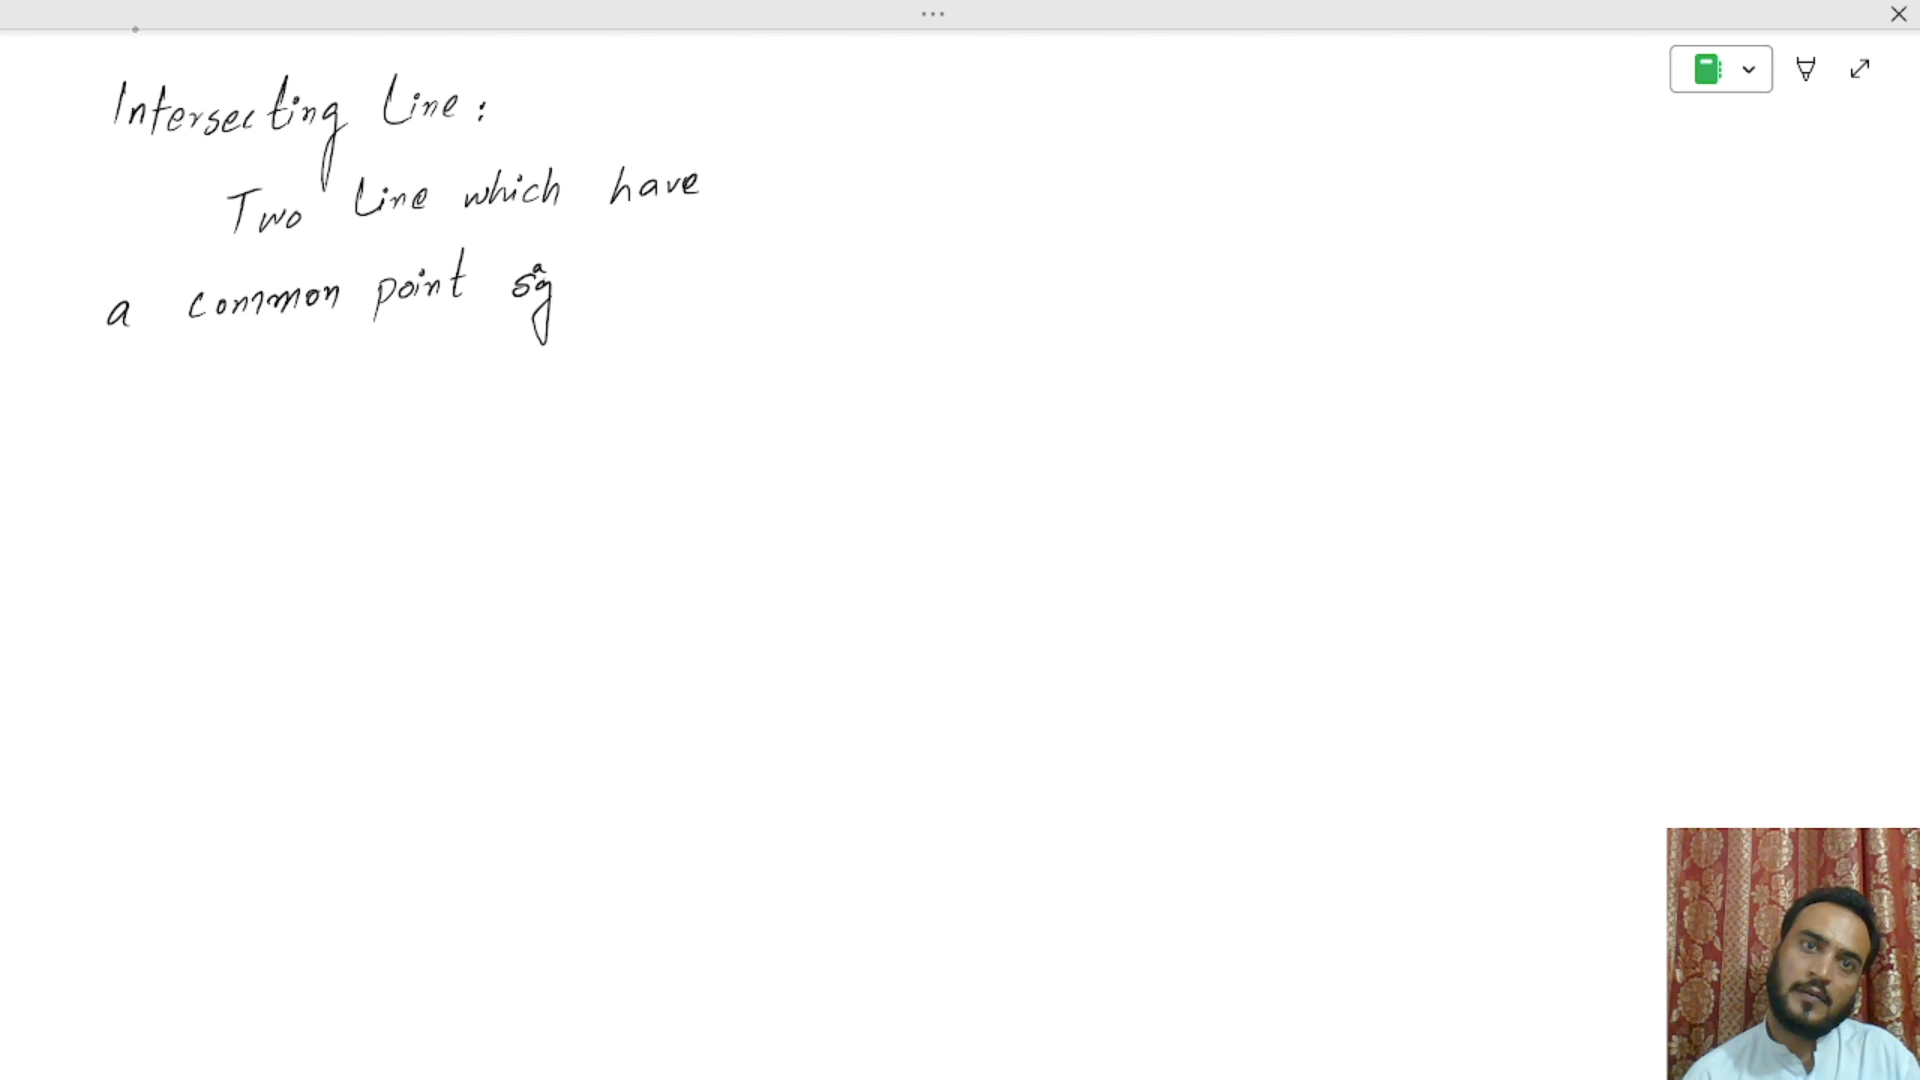 Intersecting Line:
Two Line which have
a common point